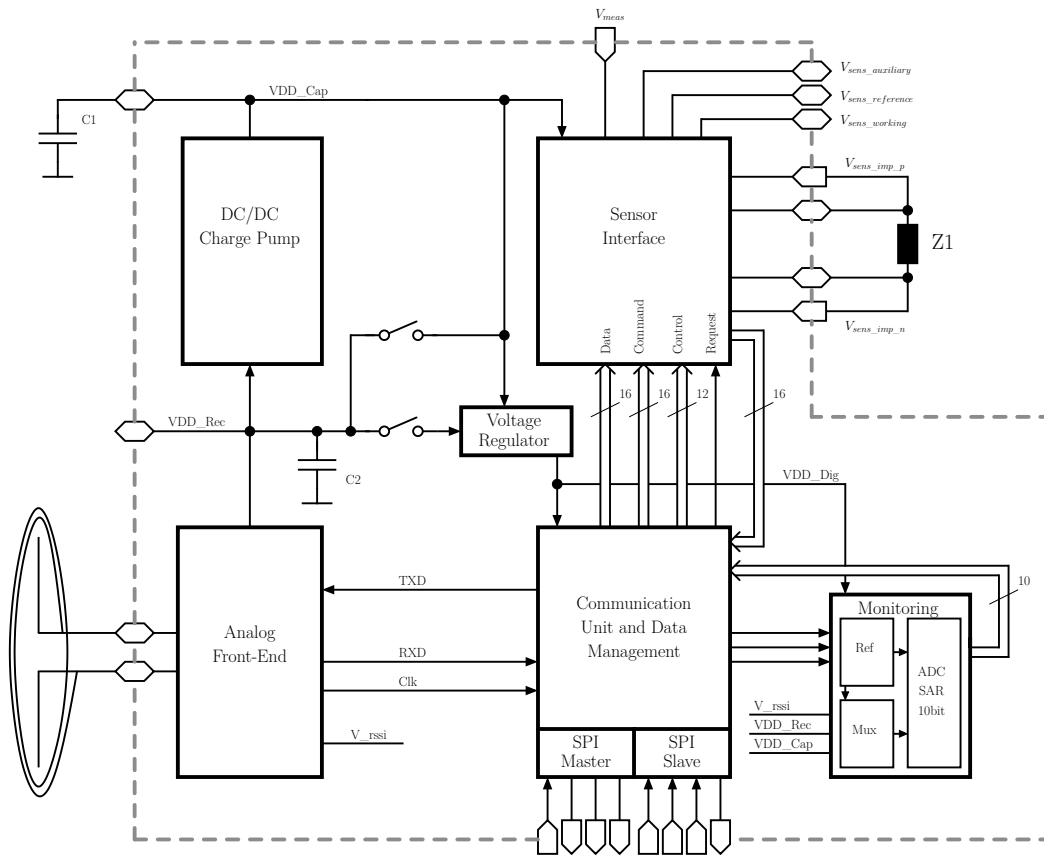 V_meas
V_sens_auxiliary
VDD_Cap
V_sens_reference
C1
V_sens_working
V_sens_imp_p
DC/DC
Charge Pump
Sensor
Interface
Z1
V_sens_imp_n
Data
Command
Control
Request
16
16
12
16
VDD_Rec
Voltage
Regulator
C2
VDD_Dig
TXD
10
Communication
Unit and Data
Management
Monitoring
Analog
Front-End
RXD
Clk
Ref
ADC
SAR
10bit
V_rssi
VDD_Rec
VDD_Cap
Mux
V_rssi
SPI
Master
SPI
Slave